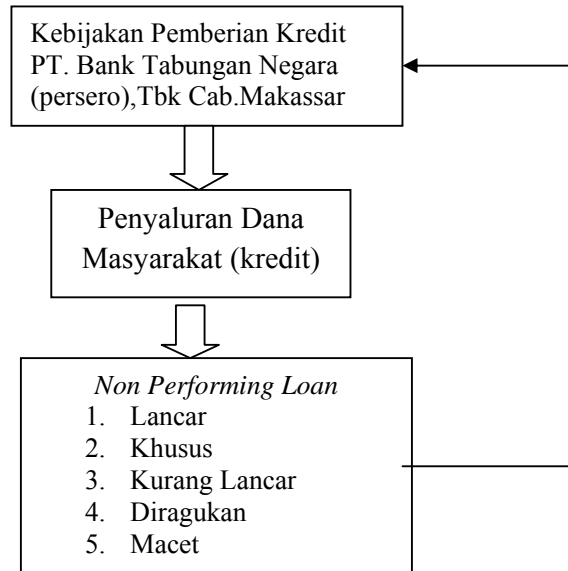 Kebijakan Pemberian Kredit
PT. Bank Tabungan Negara
(persero),Tbk Cab.Makassar
Penyaluran Dana
Masyarakat (kredit)
Non Performing Loan
1. Lancar
2. Khusus
3. Kurang Lancar
4. Diragukan
5. Macet